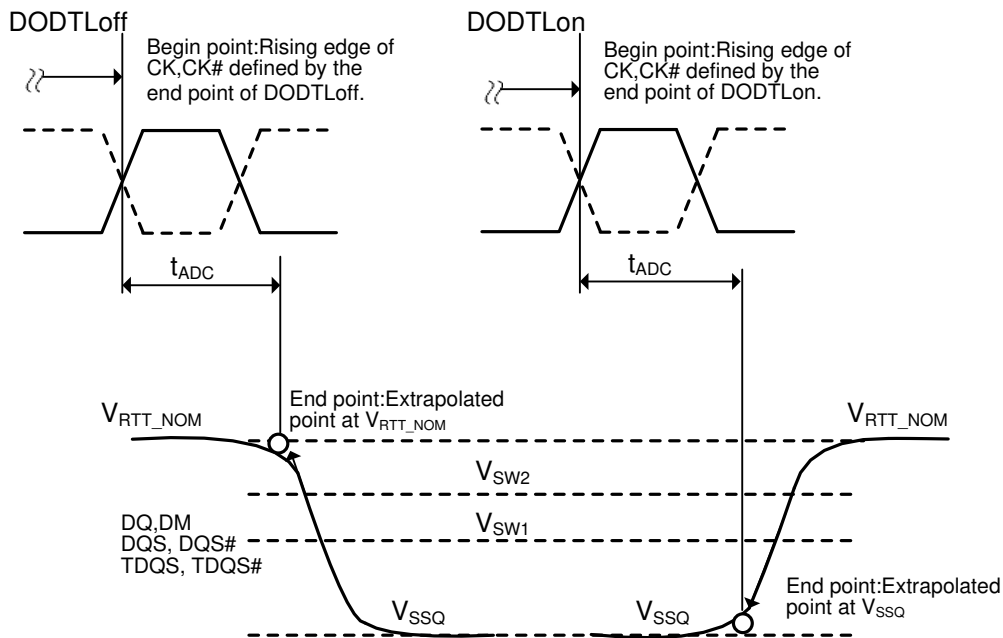 DODTLoff
Begin point:Rising edge of
CK,CK# defined by the
end point of DODTLoff.
DODTLon
Begin point:Rising edge of
CK,CK# defined by the
end point of DODTLon.
tADC
tADC
VRTT_NOM
End point:Extrapolated
point at VRTT_NOM
VRTT_NOM
VSW2
VSW1
DQ,DM
DQS, DQS#
TDQS, TDQS#
VSSQ
VSSQ
End point:Extrapolated
point at VSSQ